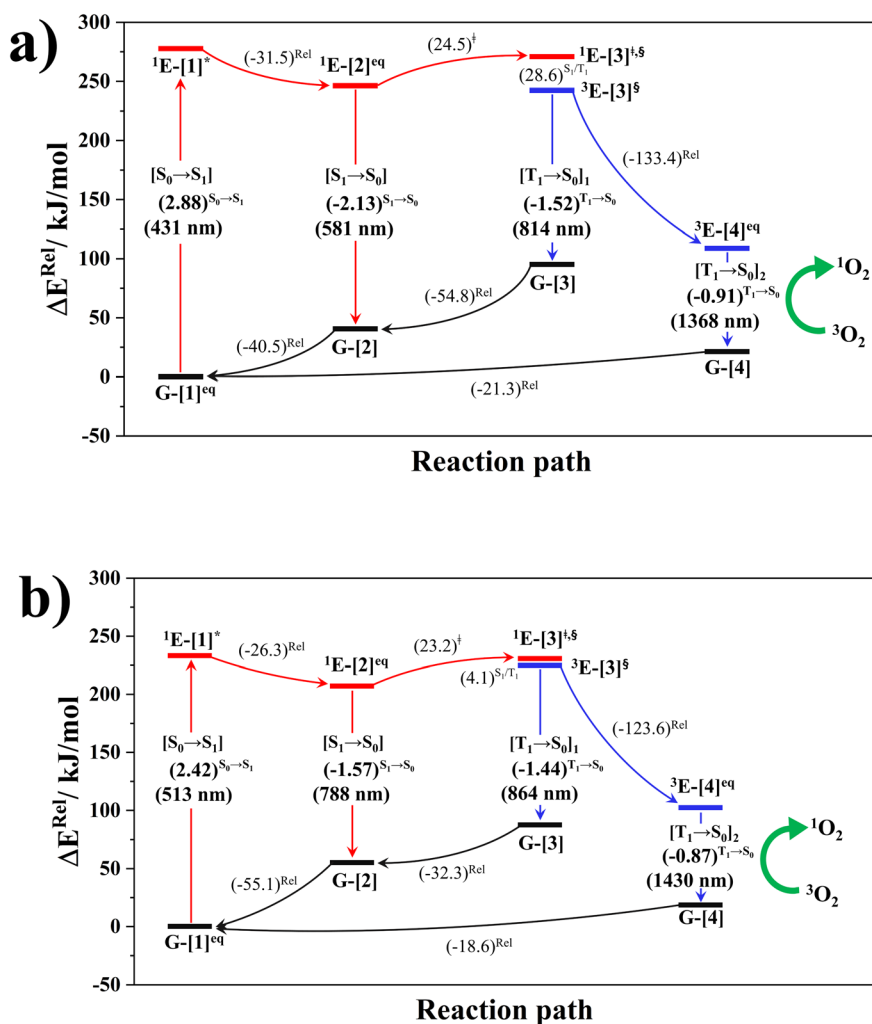 a)
300
250
200
150
100
50
0
-50
ΔE^Rel/ kJ/mol
(-31.5)^Rel
(24.5)^‡
¹E-[1]^*
¹E-[2]^eq
¹E-[3]^‡,§
(28.6)^S₁/T₁
³E-[3]^§
(-133.4)^Rel
[S₀→S₁]
(2.88)^S₀→S₁
(431 nm)
[S₁→S₀]
(-2.13)^S₁→S₀
(581 nm)
[T₁→S₀]₁
(-1.52)^T₁→S₀
(814 nm)
³E-[4]^eq
[T₁→S₀]₂
(-0.91)^T₁→S₀
(1368 nm)
¹O₂
³O₂
G-[3]
(-54.8)^Rel
(-40.5)^Rel
G-[2]
G-[4]
G-[1]^eq
(-21.3)^Rel
Reaction path
b)
300
250
200
150
100
50
0
-50
ΔE^Rel/ kJ/mol
¹E-[1]^*
(-26.3)^Rel
¹E-[2]^eq
(23.2)^‡
¹E-[3]^‡,§
(4.1)^S₁/T₁
³E-[3]^§
(-123.6)^Rel
[S₀→S₁]
(2.42)^S₀→S₁
(513 nm)
[S₁→S₀]
(-1.57)^S₁→S₀
(788 nm)
[T₁→S₀]₁
(-1.44)^T₁→S₀
(864 nm)
³E-[4]^eq
[T₁→S₀]₂
(-0.87)^T₁→S₀
(1430 nm)
¹O₂
³O₂
G-[3]
(-32.3)^Rel
(-55.1)^Rel
G-[2]
G-[4]
G-[1]^eq
(-18.6)^Rel
Reaction path